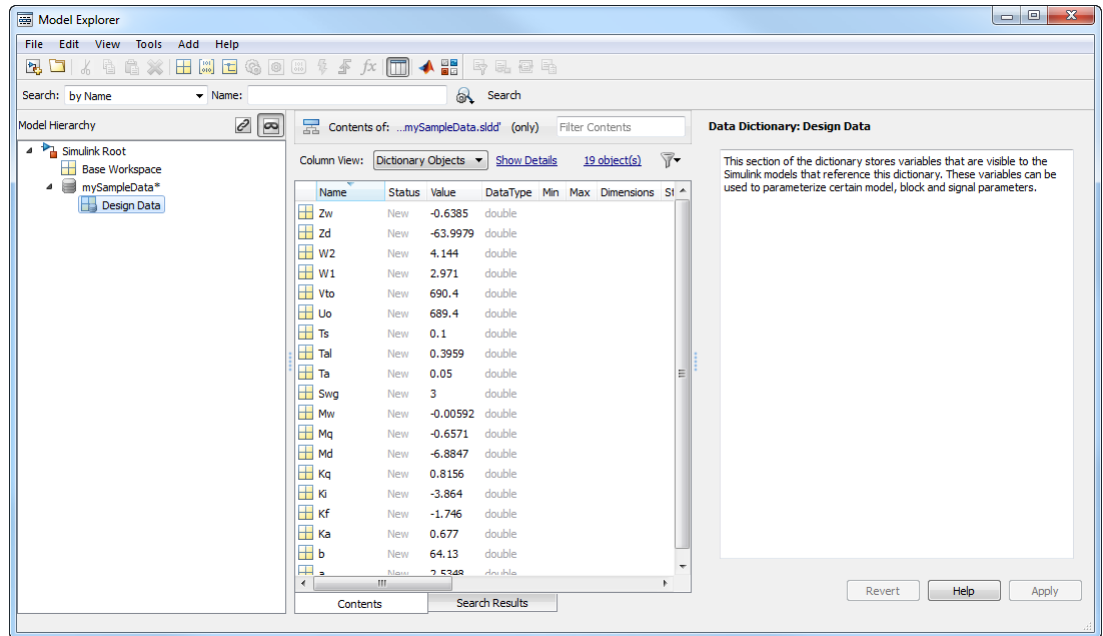 Model Explorer
File Edit View Tools Add Help
Search: by Name Name: Search
Model Hierarchy
Simulink Root
Base Workspace
mySampleData*
Design Data
Contents of: ...mySampleData.sldd' (only) Filter Contents
Column View: Dictionary Objects Show Details 19 object(s)
Name Status Value DataType Min Max Dimensions St
Zw New -0.6385 double
Zd New -63.9979 double
W2 New 4.144 double
W1 New 2.971 double
Vto New 690.4 double
Uo New 689.4 double
Ts New 0.1 double
Tal New 0.3959 double
Ta New 0.05 double
Swg New 3 double
Mw New -0.00592 double
Mq New -0.6571 double
Md New -6.8847 double
Kq New 0.8156 double
Ki New -3.864 double
Kf New -1.746 double
Ka New 0.677 double
b New 64.13 double
a New 2.5348 double
Contents Search Results
Data Dictionary: Design Data
This section of the dictionary stores variables that are visible to the
Simulink models that reference this dictionary. These variables can be
used to parameterize certain model, block and signal parameters.
Revert Help Apply